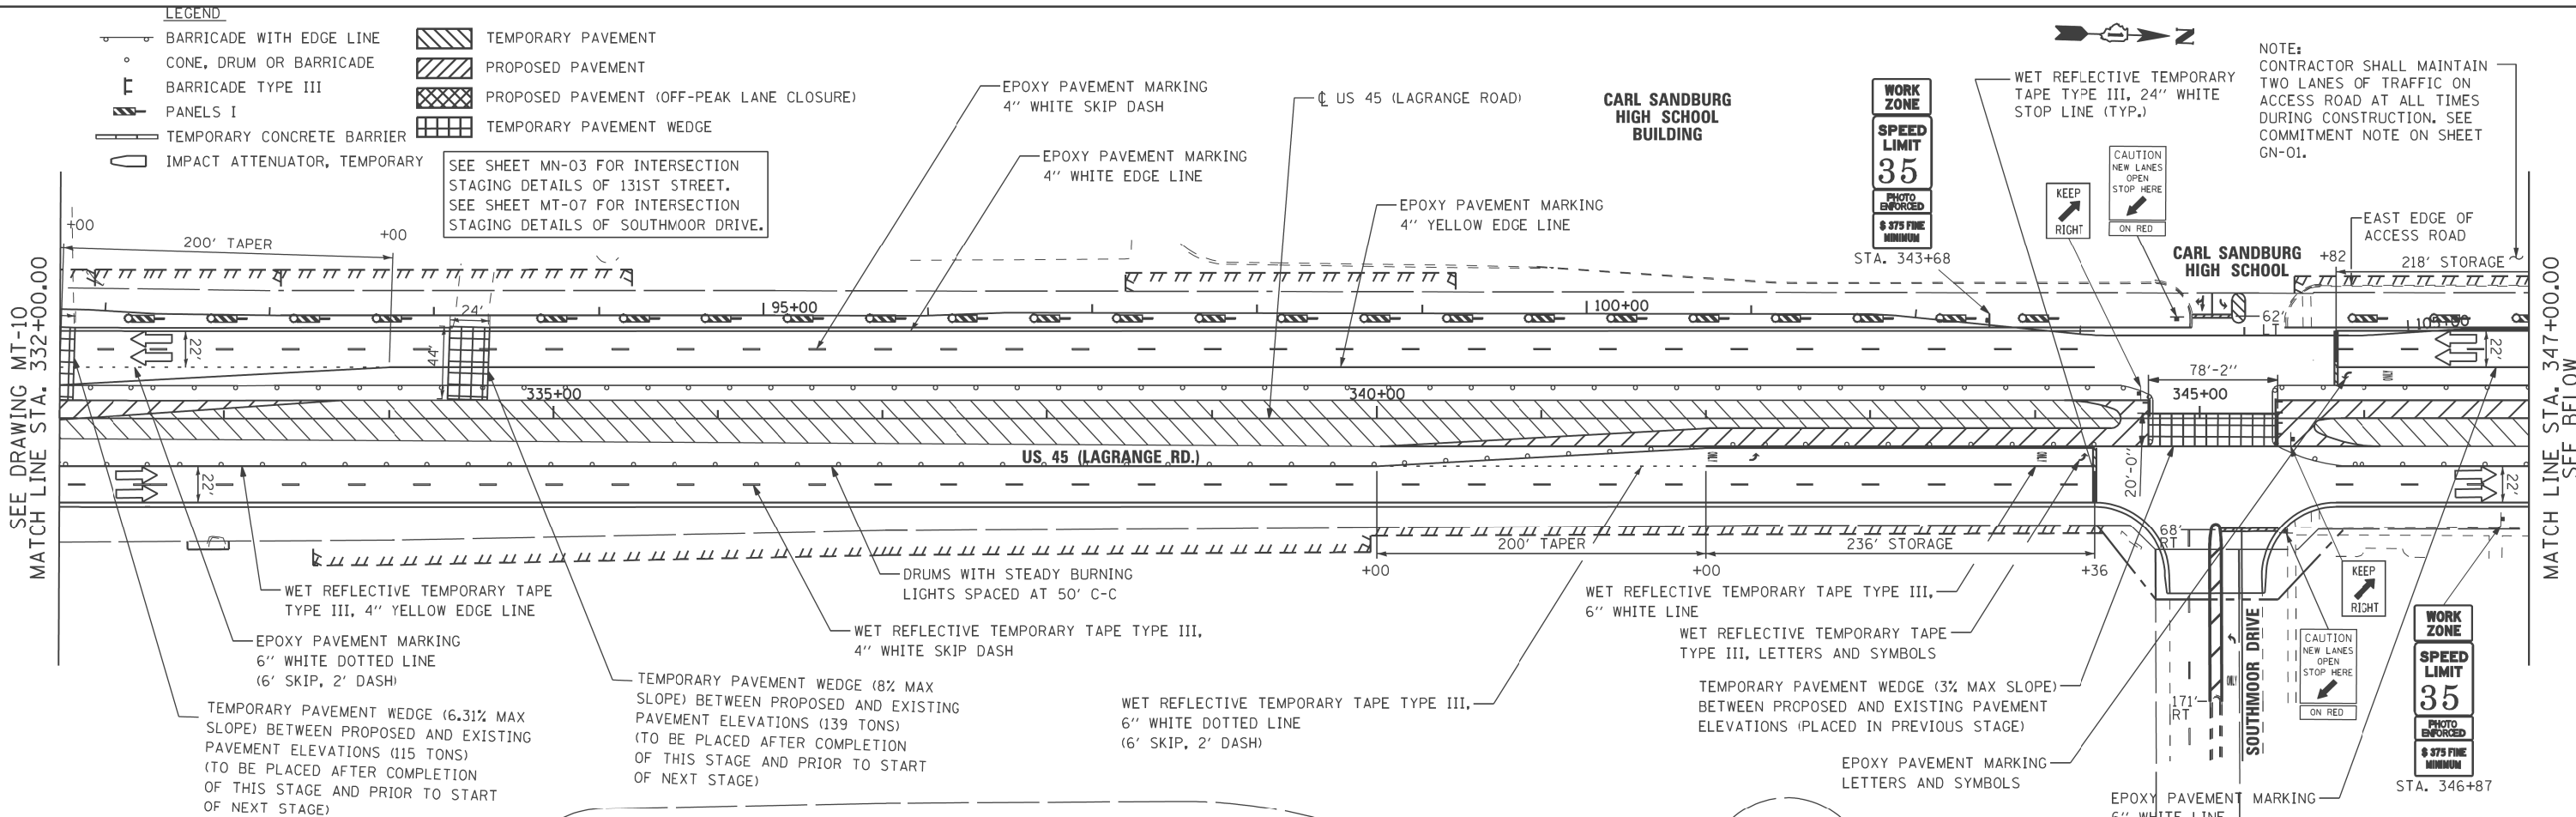 LEGEND
BARRICADE WITH EDGE LINE
CONE, DRUM OR BARRICADE
BARRICADE TYPE III
PANELS I
TEMPORARY CONCRETE BARRIER
IMPACT ATTENUATOR, TEMPORARY
TEMPORARY PAVEMENT
PROPOSED PAVEMENT
PROPOSED PAVEMENT (OFF-PEAK LANE CLOSURE)
TEMPORARY PAVEMENT WEDGE
SEE SHEET MN-03 FOR INTERSECTION
STAGING DETAILS OF 131ST STREET.
SEE SHEET MT-07 FOR INTERSECTION
STAGING DETAILS OF SOUTHMOOR DRIVE.
EPOXY PAVEMENT MARKING
4" WHITE SKIP DASH
EPOXY PAVEMENT MARKING
4" WHITE EDGE LINE
℄ US 45 (LAGRANGE ROAD)
EPOXY PAVEMENT MARKING
4" YELLOW EDGE LINE
CARL SANDBURG
HIGH SCHOOL
BUILDING
WORK
ZONE
SPEED
LIMIT
35
PHOTO
ENFORCED
$ 375 FINE
MINIMUM
STA. 343+68
N
WET REFLECTIVE TEMPORARY
TAPE TYPE III, 24" WHITE
STOP LINE (TYP.)
KEEP
RIGHT
CAUTION
NEW LANES
OPEN
STOP HERE
ON RED
NOTE:
CONTRACTOR SHALL MAINTAIN
TWO LANES OF TRAFFIC ON
ACCESS ROAD AT ALL TIMES
DURING CONSTRUCTION. SEE
COMMITMENT NOTE ON SHEET
GN-01.
EAST EDGE OF
ACCESS ROAD
CARL SANDBURG
HIGH SCHOOL
+82
218' STORAGE
+00
200' TAPER
+00
SEE DRAWING MT-10
MATCH LINE STA. 332+00.00
24'
44'
22'
95+00
100+00
62'
LT
105+00
22'
335+00
340+00
78'-2"
345+00
ONLY
US 45 (LAGRANGE RD.)
22'
ONLY
ONLY
20'-0"
22'
MATCH LINE STA. 347+00.00
SEE BELOW
200' TAPER
236' STORAGE
+00
+00
+36
68'
RT
171'
RT
ONLY
SOUTHMOOR DRIVE
WET REFLECTIVE TEMPORARY TAPE
TYPE III, 4" YELLOW EDGE LINE
EPOXY PAVEMENT MARKING
6" WHITE DOTTED LINE
(6' SKIP, 2' DASH)
TEMPORARY PAVEMENT WEDGE (6.31% MAX
SLOPE) BETWEEN PROPOSED AND EXISTING
PAVEMENT ELEVATIONS (115 TONS)
(TO BE PLACED AFTER COMPLETION
OF THIS STAGE AND PRIOR TO START
OF NEXT STAGE)
DRUMS WITH STEADY BURNING
LIGHTS SPACED AT 50' C-C
WET REFLECTIVE TEMPORARY TAPE TYPE III,
4" WHITE SKIP DASH
TEMPORARY PAVEMENT WEDGE (8% MAX
SLOPE) BETWEEN PROPOSED AND EXISTING
PAVEMENT ELEVATIONS (139 TONS)
(TO BE PLACED AFTER COMPLETION
OF THIS STAGE AND PRIOR TO START
OF NEXT STAGE)
WET REFLECTIVE TEMPORARY TAPE TYPE III,
6" WHITE DOTTED LINE
(6' SKIP, 2' DASH)
WET REFLECTIVE TEMPORARY TAPE TYPE III,
6" WHITE LINE
WET REFLECTIVE TEMPORARY TAPE
TYPE III, LETTERS AND SYMBOLS
TEMPORARY PAVEMENT WEDGE (3% MAX SLOPE)
BETWEEN PROPOSED AND EXISTING PAVEMENT
ELEVATIONS (PLACED IN PREVIOUS STAGE)
EPOXY PAVEMENT MARKING
LETTERS AND SYMBOLS
EPOXY PAVEMENT MARKING
6" WHITE LINE
KEEP
RIGHT
CAUTION
NEW LANES
OPEN
STOP HERE
ON RED
WORK
ZONE
SPEED
LIMIT
35
PHOTO
ENFORCED
$ 375 FINE
MINIMUM
STA. 346+87